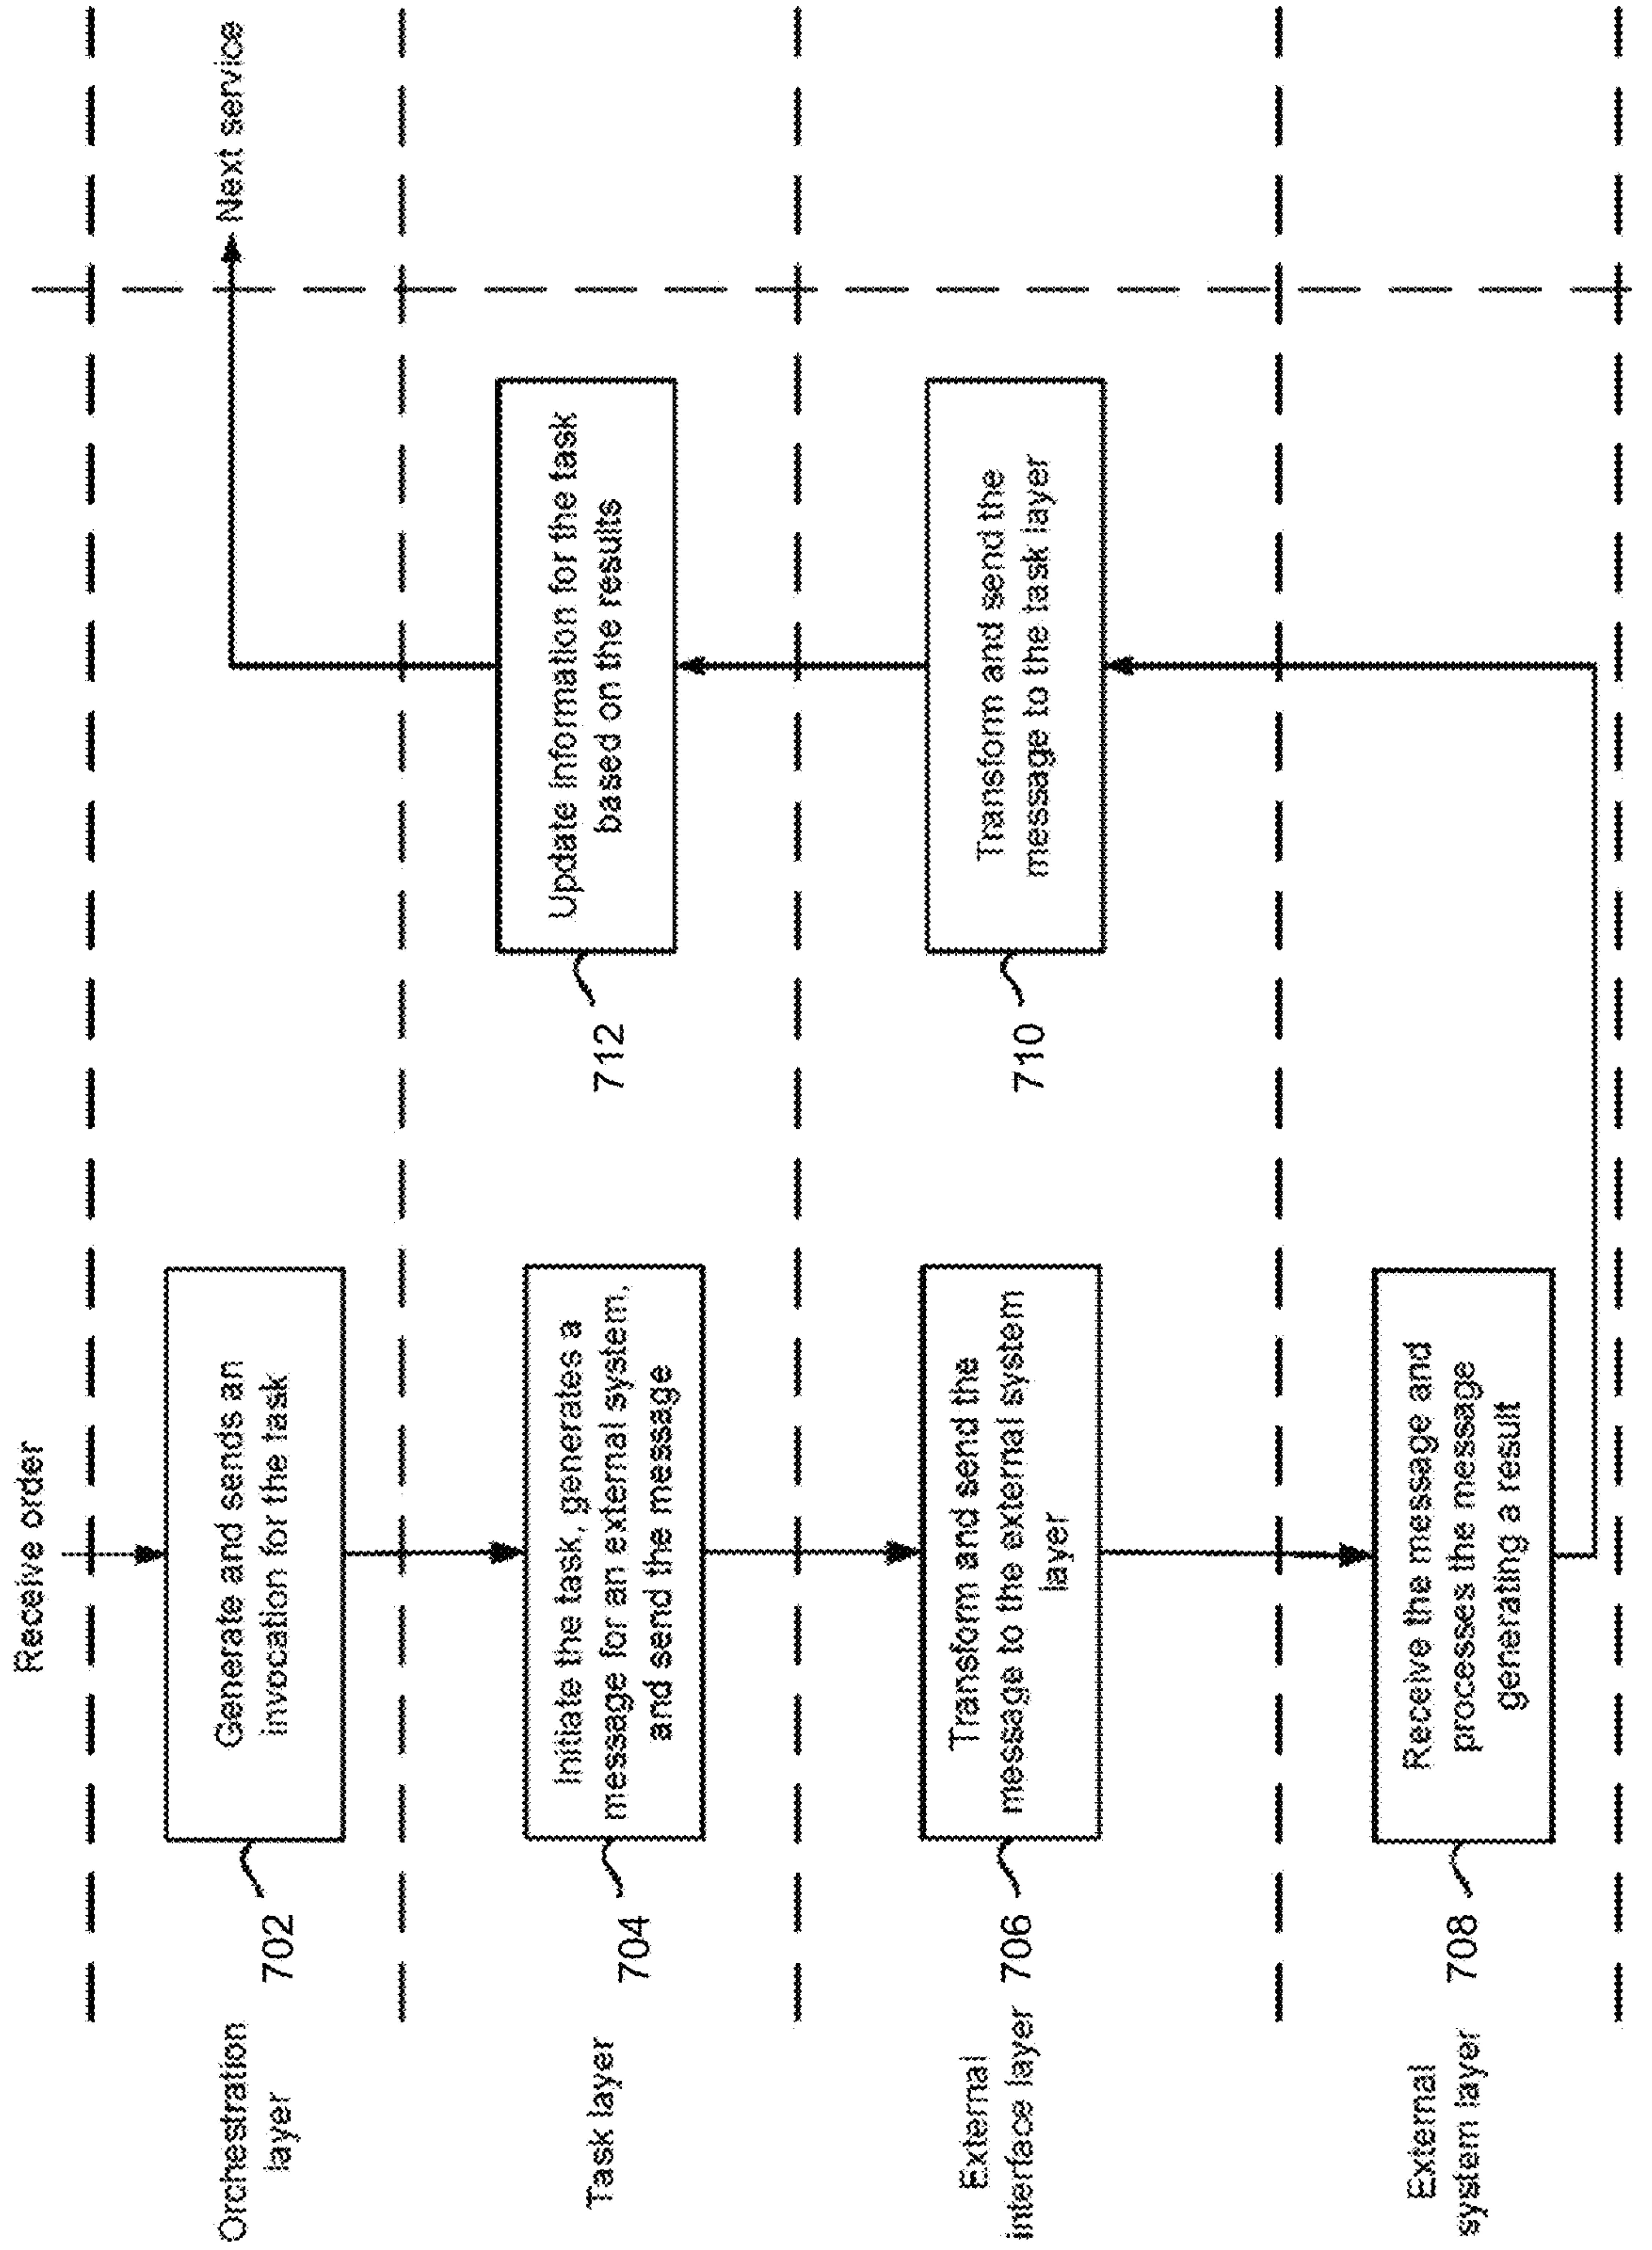 Receive order
Orchestration
layer
702
Generate and sends an
invocation for the task
Next service
Task layer
704
Initiate the task, generates a
message for an external system,
and send the message
712
Update information for the task
based on the results
External
interface layer
706
Transform and send the
message to the external system
layer
710
Transform and send the
message to the task layer
External
system layer
708
Receive the message and
processes the message
generating a result